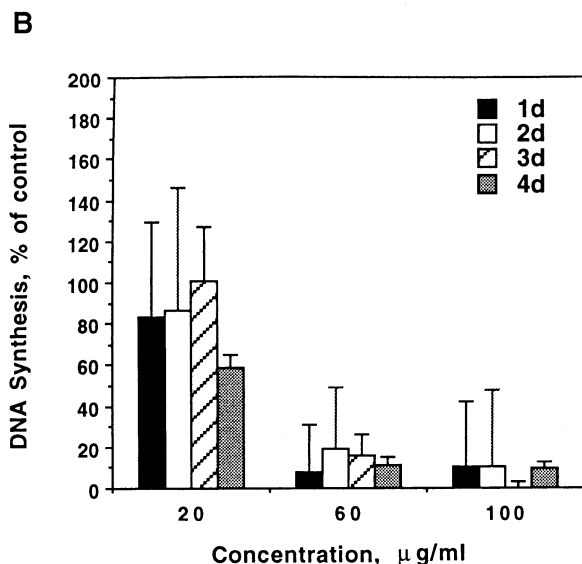 B
200
180
160
140
120
100
80
60
40
20
0
DNA Synthesis, % of control
1d
2d
3d
4d
20 60 100
Concentration, μg/ml